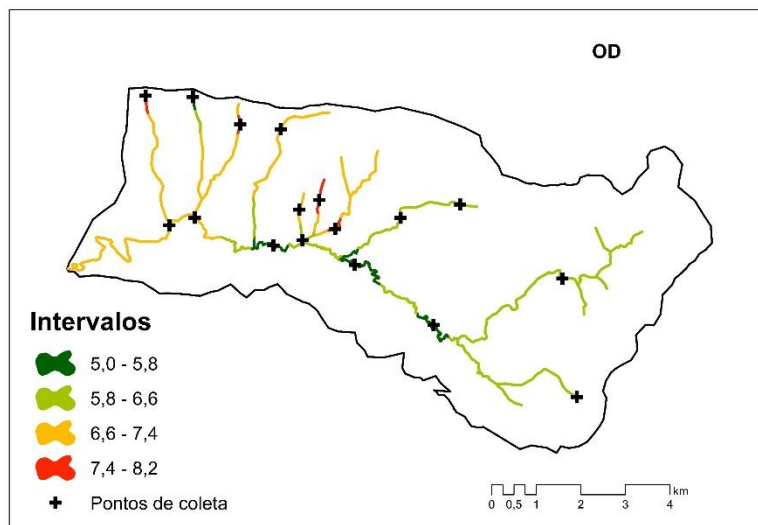 OD
Intervalos
5,0 - 5,8
5,8 - 6,6
6,6 - 7,4
7,4 - 8,2
Pontos de coleta
km
0 0,5 1 2 3 4